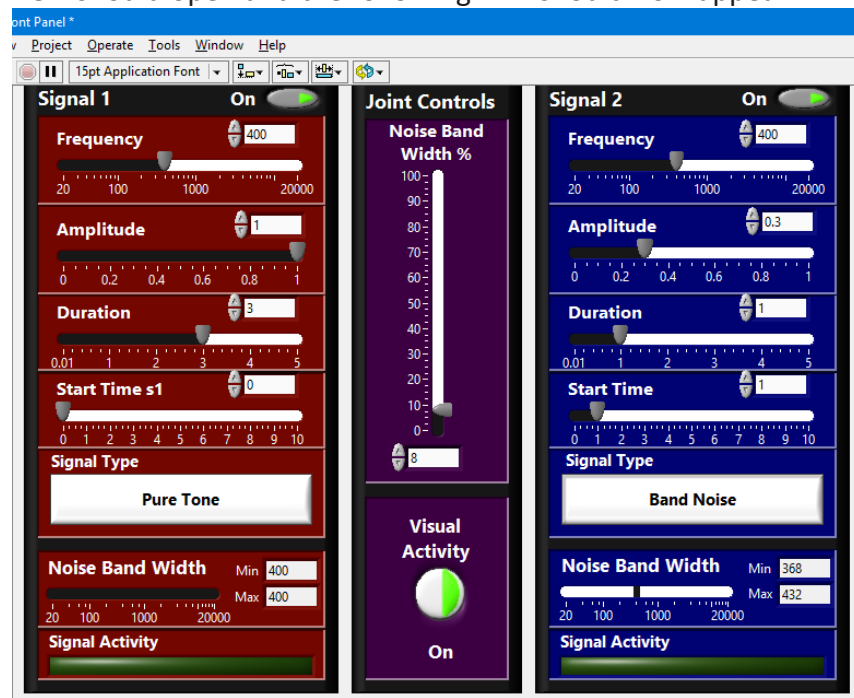 ont Panel *
Project Operate Tools Window Help
15pt Application Font
Signal 1 On
Frequency 400
20 100 1000 20000
Amplitude 1
0 0.2 0.4 0.6 0.8 1
Duration 3
0.01 1 2 3 4 5
Start Time s1 0
0 1 2 3 4 5 6 7 8 9 10
Signal Type
Pure Tone
Noise Band Width Min 400
Max 400
20 100 1000 20000
Signal Activity
Joint Controls
Noise Band
Width %
100
90
80
70
60
50
40
30
20
10
0
8
Visual
Activity
On
Signal 2 On
Frequency 400
20 100 1000 20000
Amplitude 0.3
0 0.2 0.4 0.6 0.8 1
Duration 1
0.01 1 2 3 4 5
Start Time 1
0 1 2 3 4 5 6 7 8 9 10
Signal Type
Band Noise
Noise Band Width Min 368
Max 432
20 100 1000 20000
Signal Activity